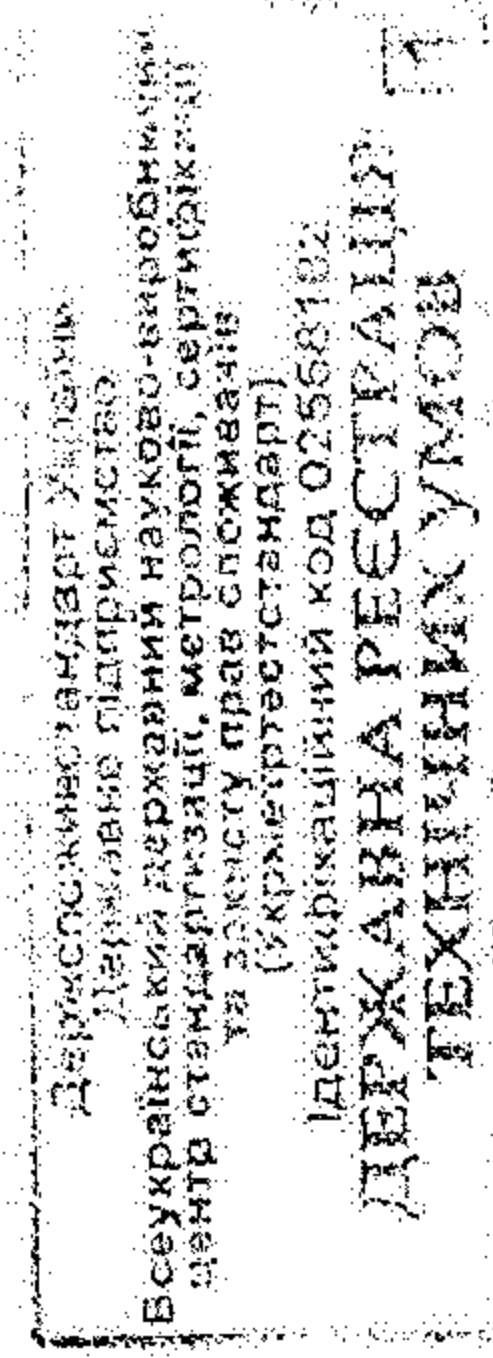 Держспоживстандарт України
Державне підприємство
Всеукраїнський державний науково-виробничий
центр стандартизації, метрології, сертифікації
та захисту прав споживачів
(Укрметртестстандарт)
Ідентифікаційний код 02568182
1
ДЕРЖАВНА РЕЄСТРАЦІЯ
ТЕХНІЧНИХ УМОВ